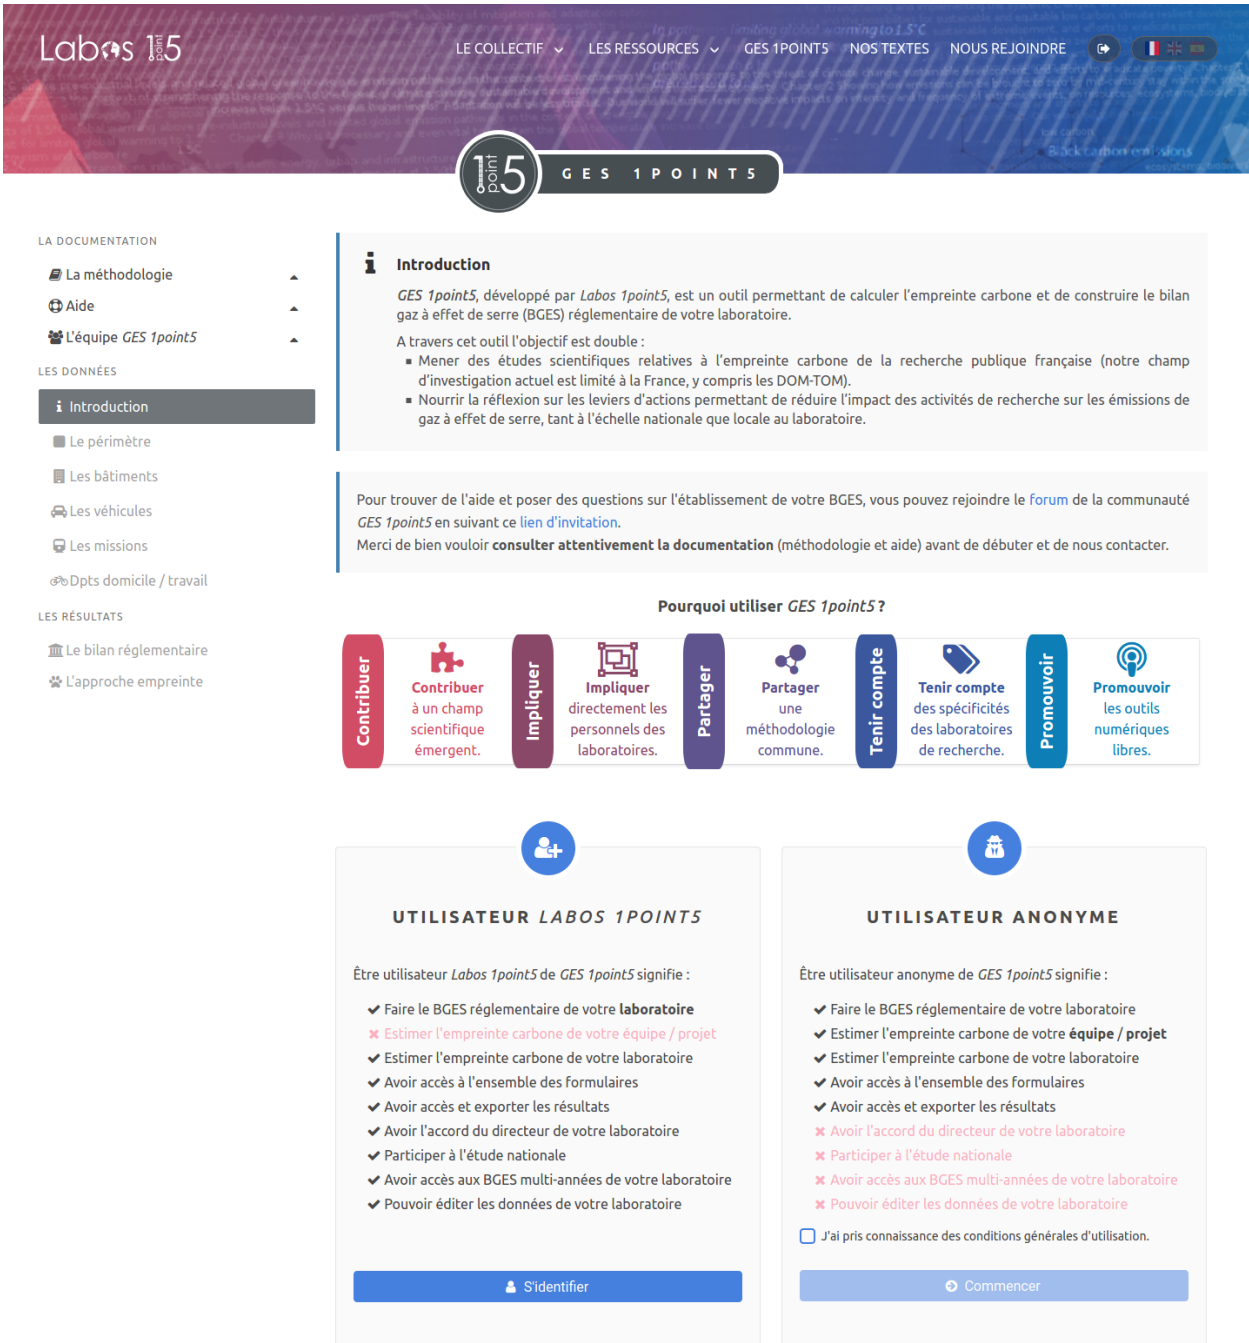 Labos 1point5
LE COLLECTIF
LES RESSOURCES
GES 1POINT5
NOS TEXTES
NOUS REJOINDRE
low carbon
Black carbon emissions
1point5
GES 1POINT5
LA DOCUMENTATION
La méthodologie
Aide
L'équipe GES 1point5
LES DONNÉES
Introduction
Le périmètre
Les bâtiments
Les véhicules
Les missions
Dpts domicile / travail
LES RÉSULTATS
Le bilan réglementaire
L'approche empreinte
Introduction
GES 1point5, développé par Labos 1point5, est un outil permettant de calculer l'empreinte carbone et de construire le bilan
gaz à effet de serre (BGES) réglementaire de votre laboratoire.
A travers cet outil l'objectif est double :
Mener des études scientifiques relatives à l'empreinte carbone de la recherche publique française (notre champ
d'investigation actuel est limité à la France, y compris les DOM-TOM).
Nourrir la réflexion sur les leviers d'actions permettant de réduire l'impact des activités de recherche sur les émissions de
gaz à effet de serre, tant à l'échelle nationale que locale au laboratoire.
Pour trouver de l'aide et poser des questions sur l'établissement de votre BGES, vous pouvez rejoindre le forum de la communauté
GES 1point5 en suivant ce lien d'invitation.
Merci de bien vouloir consulter attentivement la documentation (méthodologie et aide) avant de débuter et de nous contacter.
Pourquoi utiliser GES 1point5 ?
Contribuer
Contribuer
à un champ
scientifique
émergent.
Impliquer
Impliquer
directement les
personnels des
laboratoires.
Partager
Partager
une
méthodologie
commune.
Tenir compte
Tenir compte
des spécificités
des laboratoires
de recherche.
Promouvoir
Promouvoir
les outils
numériques
libres.
UTILISATEUR LABOS 1POINT5
Être utilisateur Labos 1point5 de GES 1point5 signifie :
Faire le BGES réglementaire de votre laboratoire
Estimer l'empreinte carbone de votre équipe / projet
Estimer l'empreinte carbone de votre laboratoire
Avoir accès à l'ensemble des formulaires
Avoir accès et exporter les résultats
Avoir l'accord du directeur de votre laboratoire
Participer à l'étude nationale
Avoir accès aux BGES multi-années de votre laboratoire
Pouvoir éditer les données de votre laboratoire
S'identifier
UTILISATEUR ANONYME
Être utilisateur anonyme de GES 1point5 signifie :
Faire le BGES réglementaire de votre laboratoire
Estimer l'empreinte carbone de votre équipe / projet
Estimer l'empreinte carbone de votre laboratoire
Avoir accès à l'ensemble des formulaires
Avoir accès et exporter les résultats
Avoir l'accord du directeur de votre laboratoire
Participer à l'étude nationale
Avoir accès aux BGES multi-années de votre laboratoire
Pouvoir éditer les données de votre laboratoire
J'ai pris connaissance des conditions générales d'utilisation.
Commencer